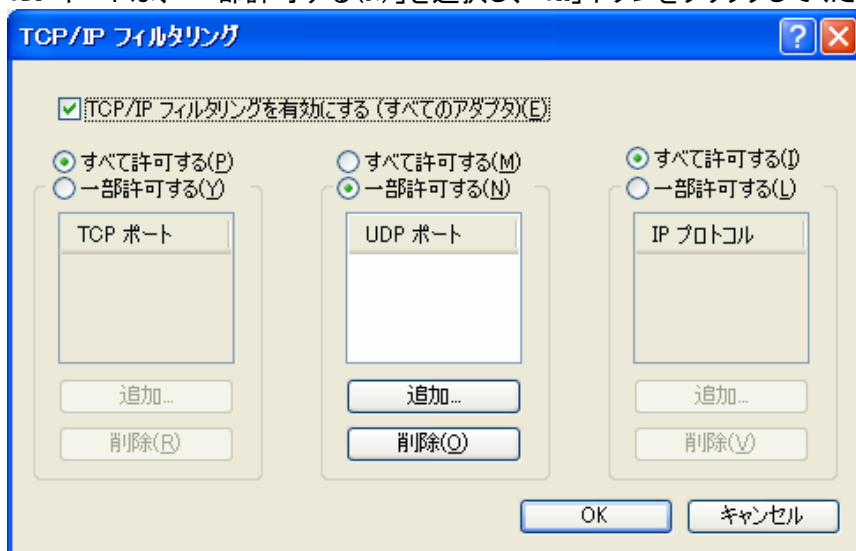 TCP/IP フィルタリング
TCP/IP フィルタリングを有効にする (すべてのアダプタ)(E)
すべて許可する(P)
一部許可する(Y)
TCP ポート
追加...
削除(R)
すべて許可する(M)
一部許可する(N)
UDP ポート
追加...
削除(O)
すべて許可する(I)
一部許可する(L)
IP プロトコル
追加...
削除(V)
OK
キャンセル